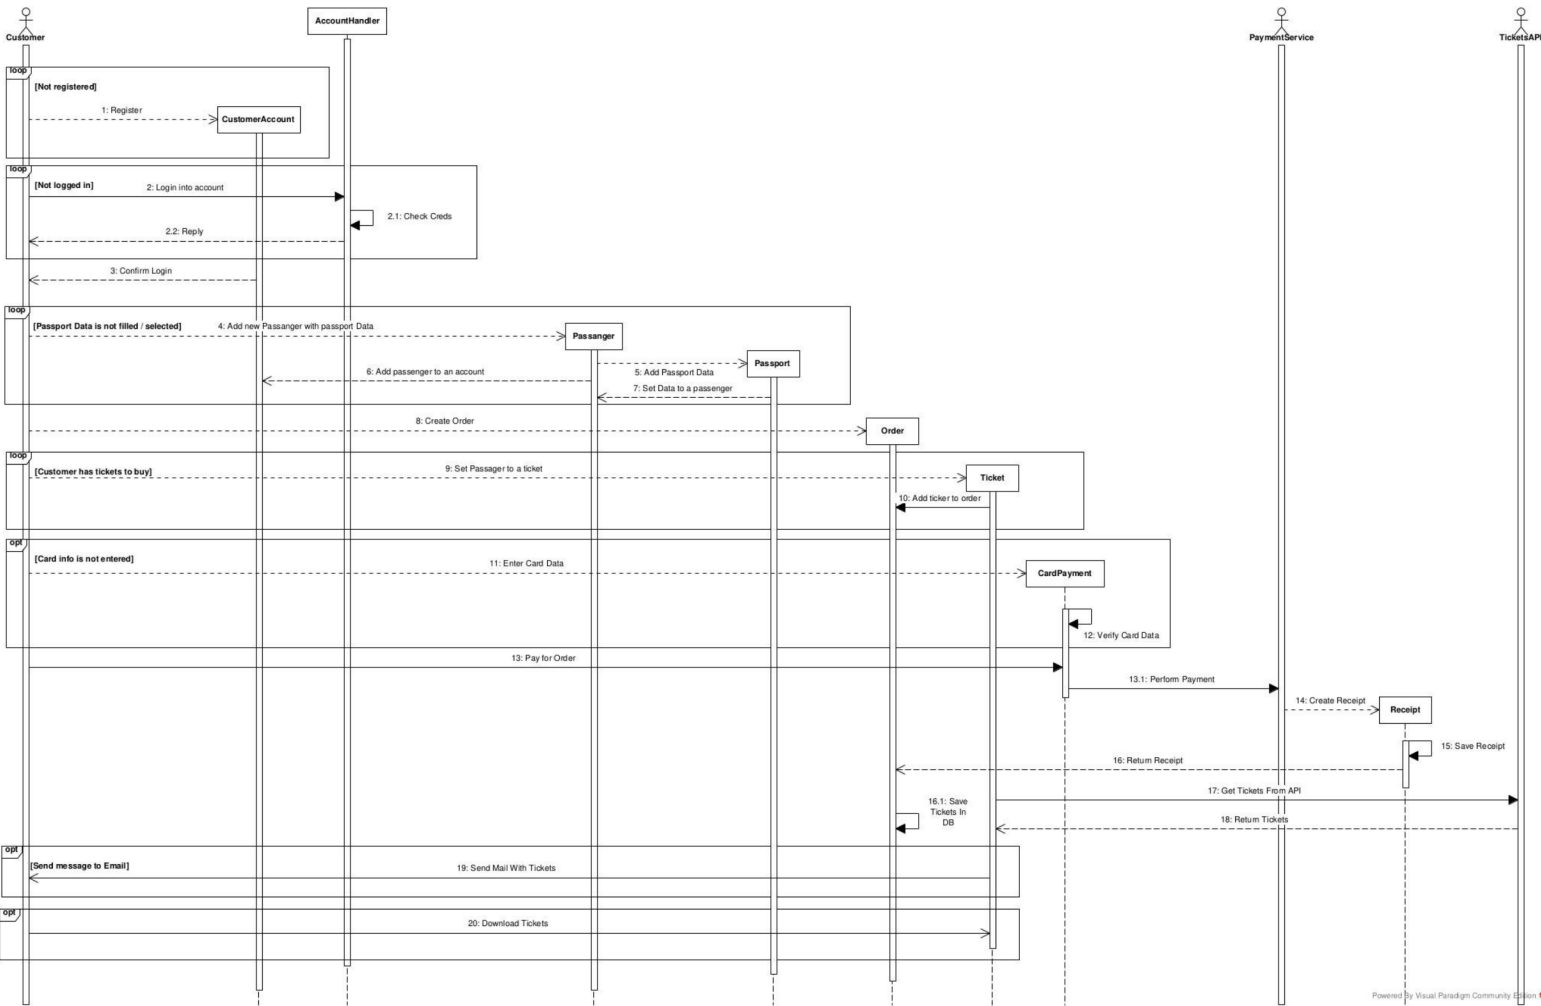 AccountHandler
Customer
PaymentService
TicketsAPI
loop
[Not registered]
1: Register
CustomerAccount
loop
[Not logged in]
2: Login into account
2.1: Check Creds
2.2: Reply
3: Confirm Login
loop
[Passport Data is not filled / selected]
4: Add new Passanger with passport Data
Passanger
Passport
6: Add passenger to an account
5: Add Passport Data
7: Set Data to a passenger
8: Create Order
Order
loop
[Customer has tickets to buy]
9: Set Passager to a ticket
Ticket
10: Add ticker to order
opt
[Card info is not entered]
11: Enter Card Data
CardPayment
12: Verify Card Data
13: Pay for Order
13.1: Perform Payment
14: Create Receipt
Receipt
15: Save Receipt
16: Return Receipt
17: Get Tickets From API
16.1: Save
Tickets In
DB
18: Return Tickets
opt
[Send message to Email]
19: Send Mail With Tickets
opt
20: Download Tickets
Powered By Visual Paradigm Community Edition